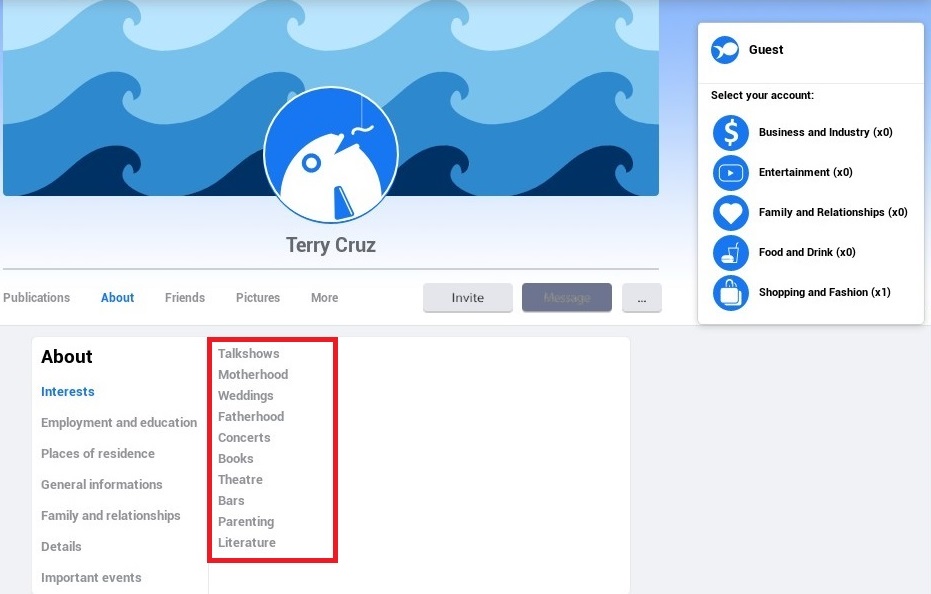 Terry Cruz
Publications About Friends Pictures More Invite Message ...
About
Interests
Employment and education
Places of residence
General informations
Family and relationships
Details
Important events
Talkshows
Motherhood
Weddings
Fatherhood
Concerts
Books
Theatre
Bars
Parenting
Literature
Guest
Select your account:
Business and Industry (x0)
Entertainment (x0)
Family and Relationships (x0)
Food and Drink (x0)
Shopping and Fashion (x1)